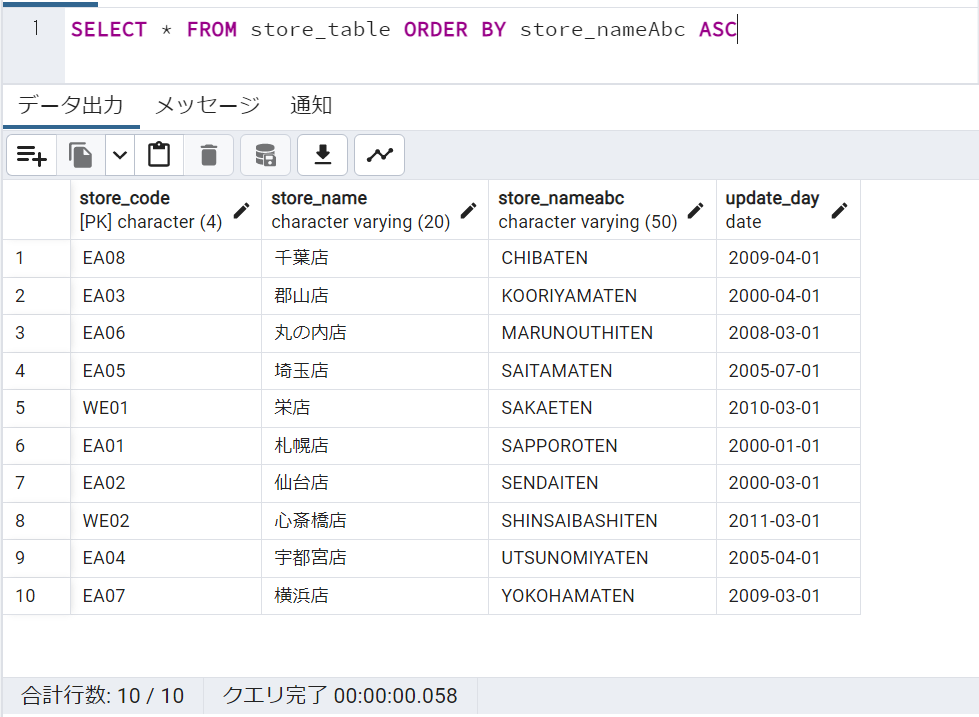 1 SELECT * FROM store_table ORDER BY store_nameAbc ASC
データ出力 メッセージ 通知
store_code store_name store_nameabc update_day
[PK] character (4) character varying (20) character varying (50) date
1 EA08 千葉店 CHIBATEN 2009-04-01
2 EA03 郡山店 KOORIYAMATEN 2000-04-01
3 EA06 丸の内店 MARUNOUTHITEN 2008-03-01
4 EA05 埼玉店 SAITAMATEN 2005-07-01
5 WE01 栄店 SAKAETEN 2010-03-01
6 EA01 札幌店 SAPPOROTEN 2000-01-01
7 EA02 仙台店 SENDAITEN 2000-03-01
8 WE02 心斎橋店 SHINSAIBASHITEN 2011-03-01
9 EA04 宇都宮店 UTSUNOMIYATEN 2005-04-01
10 EA07 横浜店 YOKOHAMATEN 2009-03-01
合計行数: 10 / 10 クエリ完了 00:00:00.058